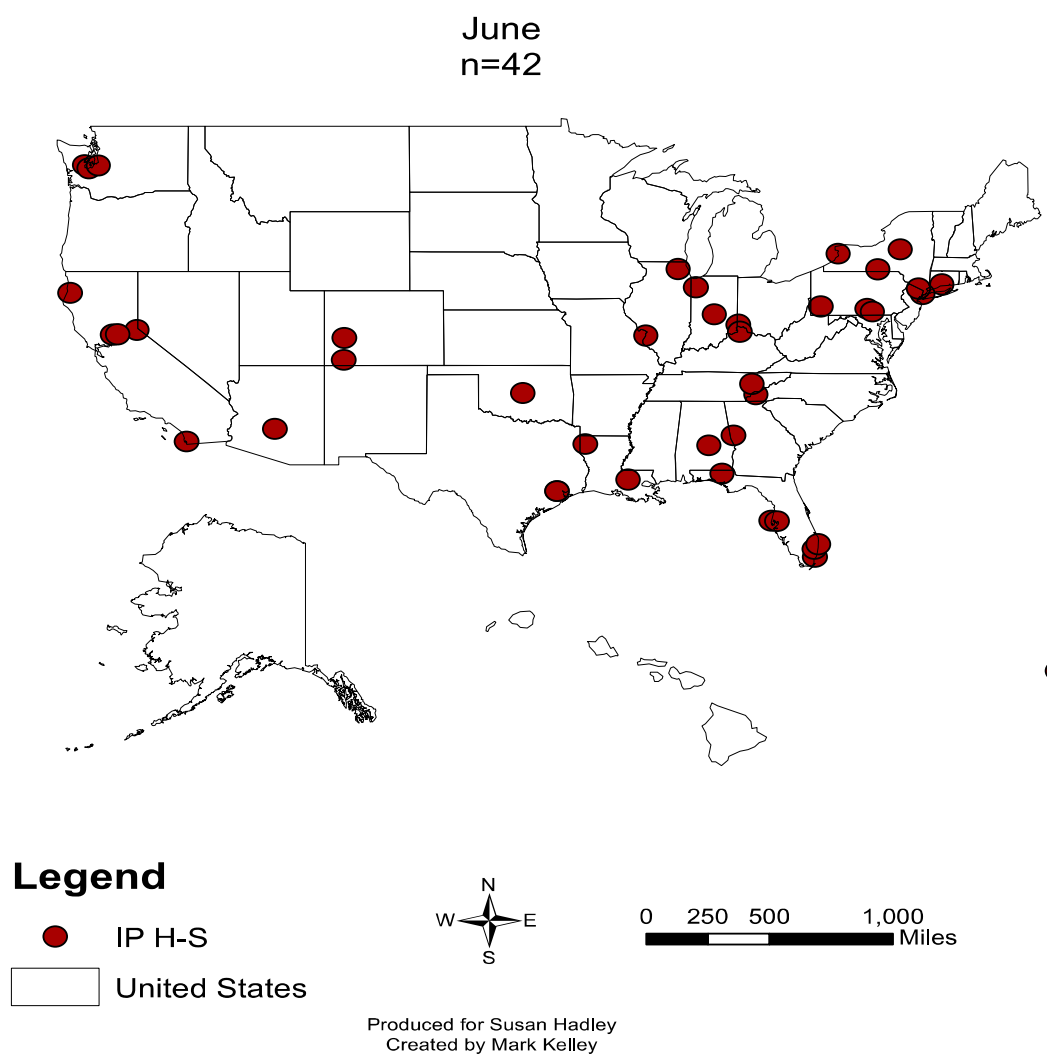 June
n=42
Legend
IP H-S
United States
N
W E
S
0 250 500 1,000
Miles
Produced for Susan Hadley
Created by Mark Kelley